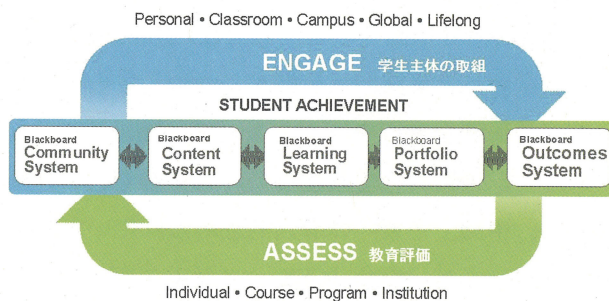 Personal • Classroom • Campus • Global • Lifelong
ENGAGE 学生主体の取組
STUDENT ACHIEVEMENT
Blackboard
Community
System
Blackboard
Content
System
Blackboard
Learning
System
Blackboard
Portfolio
System
Blackboard
Outcomes
System
ASSESS 教育評価
Individual • Course • Program • Institution